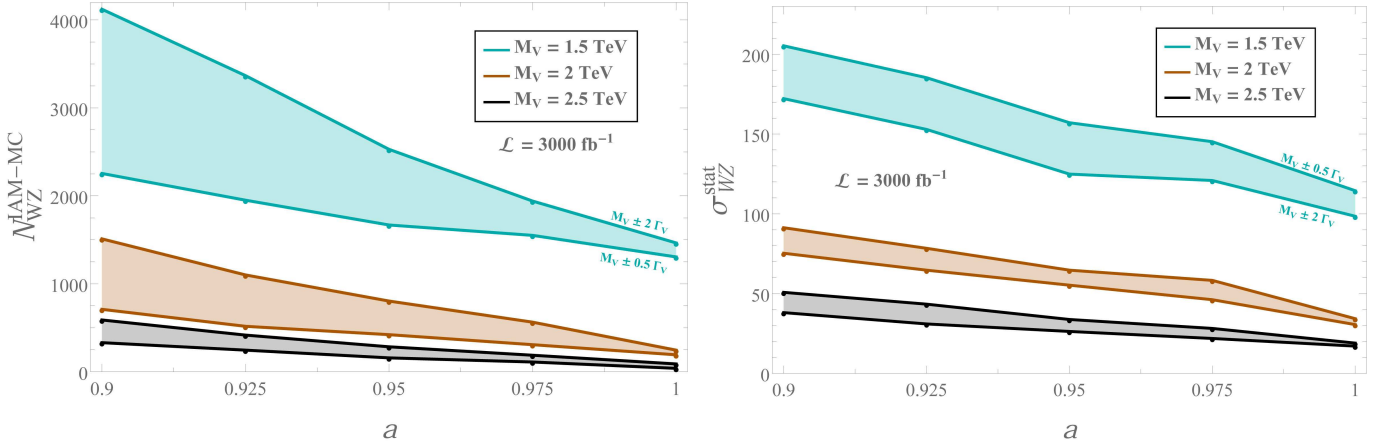 4000
3000
2000
1000
0
N_WZ^IAM−MC
M_V = 1.5 TeV
M_V = 2 TeV
M_V = 2.5 TeV
ℒ = 3000 fb⁻¹
M_V ± 2 Γ_V
M_V ± 0.5 Γ_V
0.9 0.925 0.95 0.975 1
a
200
150
100
50
0
σ_WZ^stat
M_V = 1.5 TeV
M_V = 2 TeV
M_V = 2.5 TeV
ℒ = 3000 fb⁻¹
M_V ± 0.5 Γ_V
M_V ± 2 Γ_V
0.9 0.925 0.95 0.975 1
a